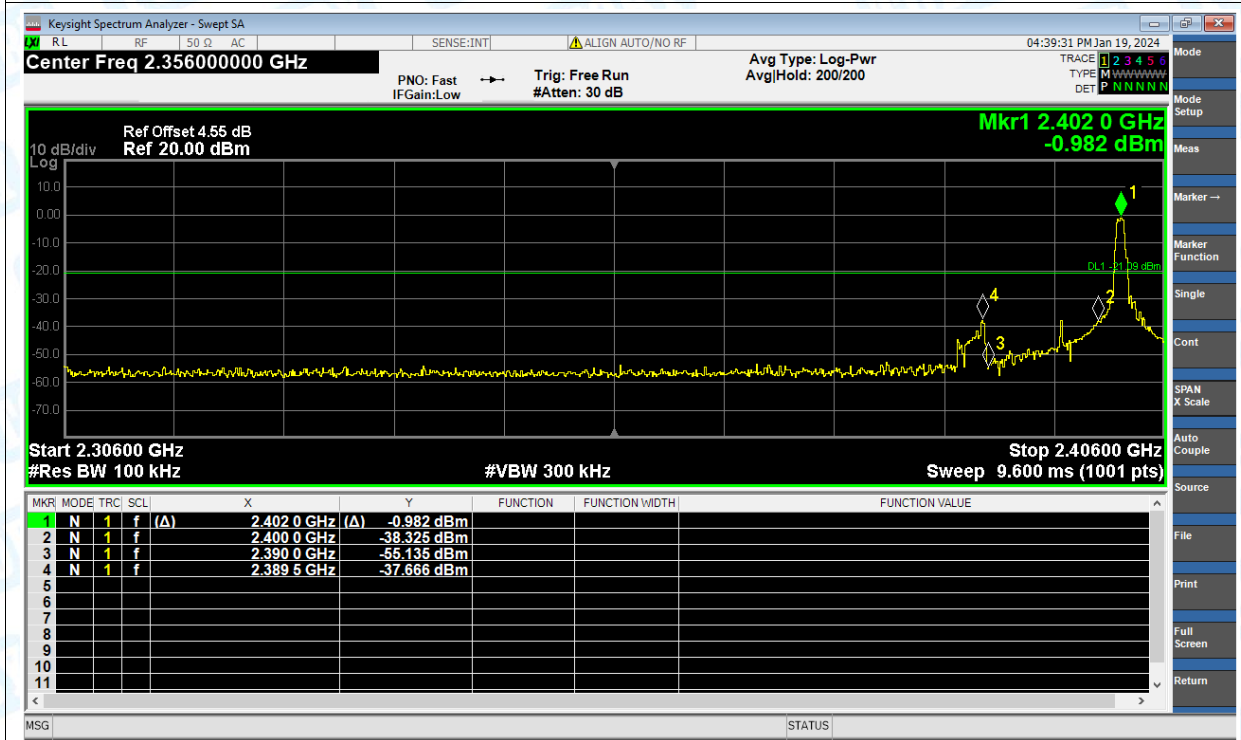 Keysight Spectrum Analyzer - Swept SA
LXI RL RF 50 Ω AC SENSE:INT ALIGN AUTO/NO RF 04:39:31 PM Jan 19, 2024
Center Freq 2.356000000 GHz
PNO: Fast
IFGain:Low
Trig: Free Run
#Atten: 30 dB
Avg Type: Log-Pwr
Avg|Hold: 200/200
TRACE 1 2 3 4 5 6
TYPE M W W W W W
DET P N N N N N
Mkr1 2.402 0 GHz
-0.982 dBm
Ref Offset 4.55 dB
10 dB/div Ref 20.00 dBm
Log
10.0
0.00
-10.0
-20.0
-30.0
-40.0
-50.0
-60.0
-70.0
1
DL1 -21.09 dBm
4
2
3
Start 2.30600 GHz Stop 2.40600 GHz
#Res BW 100 kHz #VBW 300 kHz Sweep 9.600 ms (1001 pts)
MKR MODE TRC SCL X Y FUNCTION FUNCTION WIDTH FUNCTION VALUE
1 N 1 f (Δ) 2.402 0 GHz (Δ) -0.982 dBm
2 N 1 f 2.400 0 GHz -38.325 dBm
3 N 1 f 2.390 0 GHz -55.135 dBm
4 N 1 f 2.389 5 GHz -37.666 dBm
5
6
7
8
9
10
11
MSG STATUS
Mode
Mode
Setup
Meas
Marker →
Marker
Function
Single
Cont
SPAN
X Scale
Auto
Couple
Source
File
Print
Full
Screen
Return